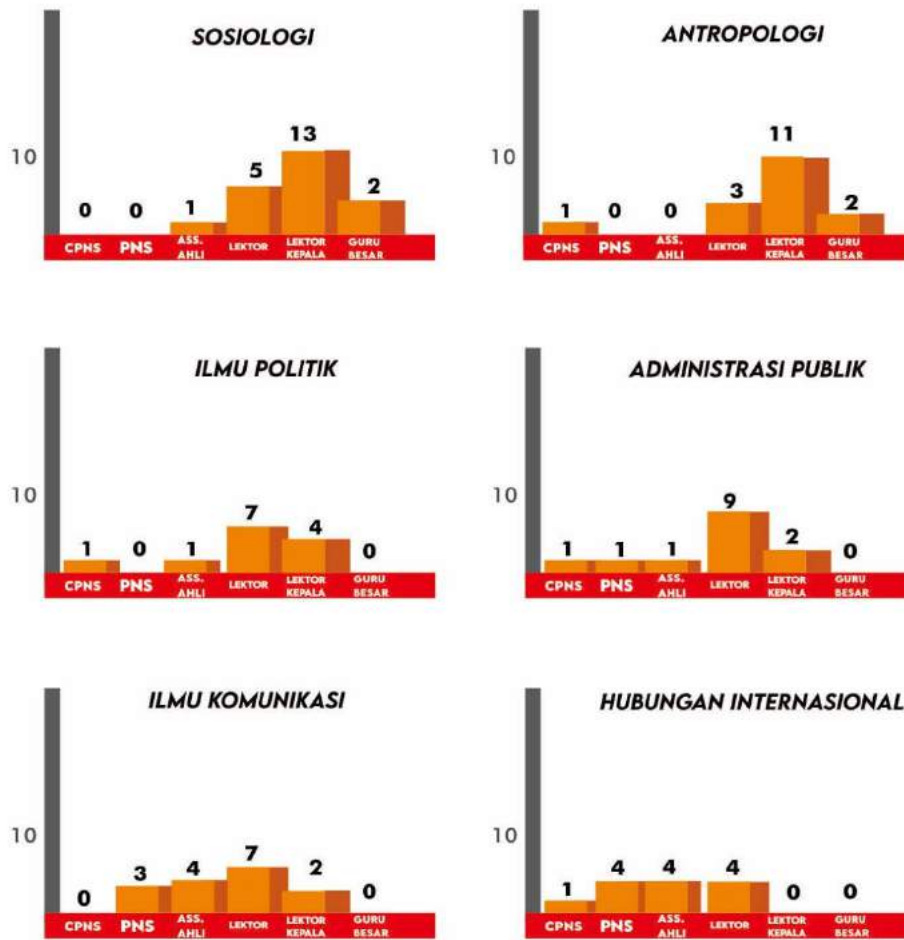 SOSIOLOGI
10
0 0 1 5 13 2
CPNS PNS ASS. AHLI LEKTOR LEKTOR KEPALA GURU BESAR
ANTROPOLOGI
10
1 0 0 3 11 2
CPNS PNS ASS. AHLI LEKTOR LEKTOR KEPALA GURU BESAR
ILMU POLITIK
10
1 0 1 7 4 0
CPNS PNS ASS. AHLI LEKTOR LEKTOR KEPALA GURU BESAR
ADMINISTRASI PUBLIK
10
1 1 1 9 2 0
CPNS PNS ASS. AHLI LEKTOR LEKTOR KEPALA GURU BESAR
ILMU KOMUNIKASI
10
0 3 4 7 2 0
CPNS PNS ASS. AHLI LEKTOR LEKTOR KEPALA GURU BESAR
HUBUNGAN INTERNASIONAL
10
1 4 4 4 0 0
CPNS PNS ASS. AHLI LEKTOR LEKTOR KEPALA GURU BESAR